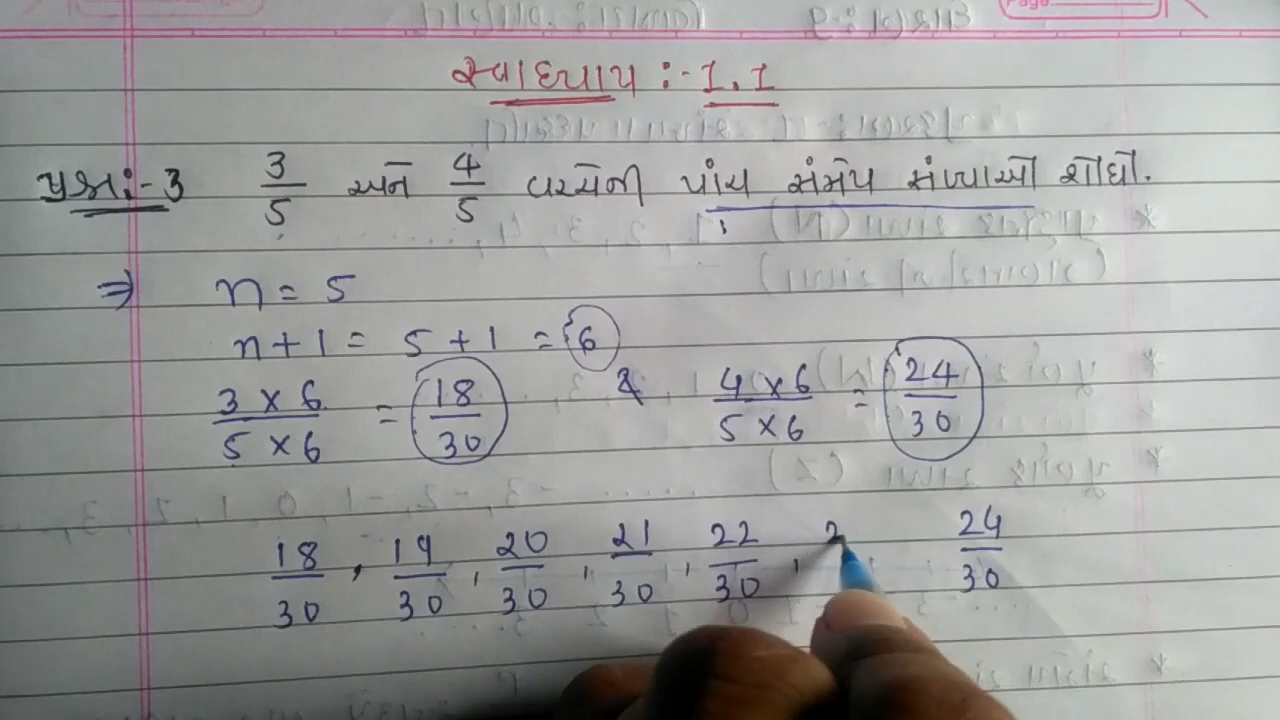 સ્વાધ્યાય :- 1.1
પ્રશ્ન:-3 3/5 અને 4/5 વચ્ચેની પાંચ સંમેય સંખ્યાઓ શોધો.
⇒ n = 5
n+1 = 5+1 = 6
3×6/5×6 = 18/30 & 4×6/5×6 = 24/30
18/30, 19/30, 20/30, 21/30, 22/30, 2 24/30